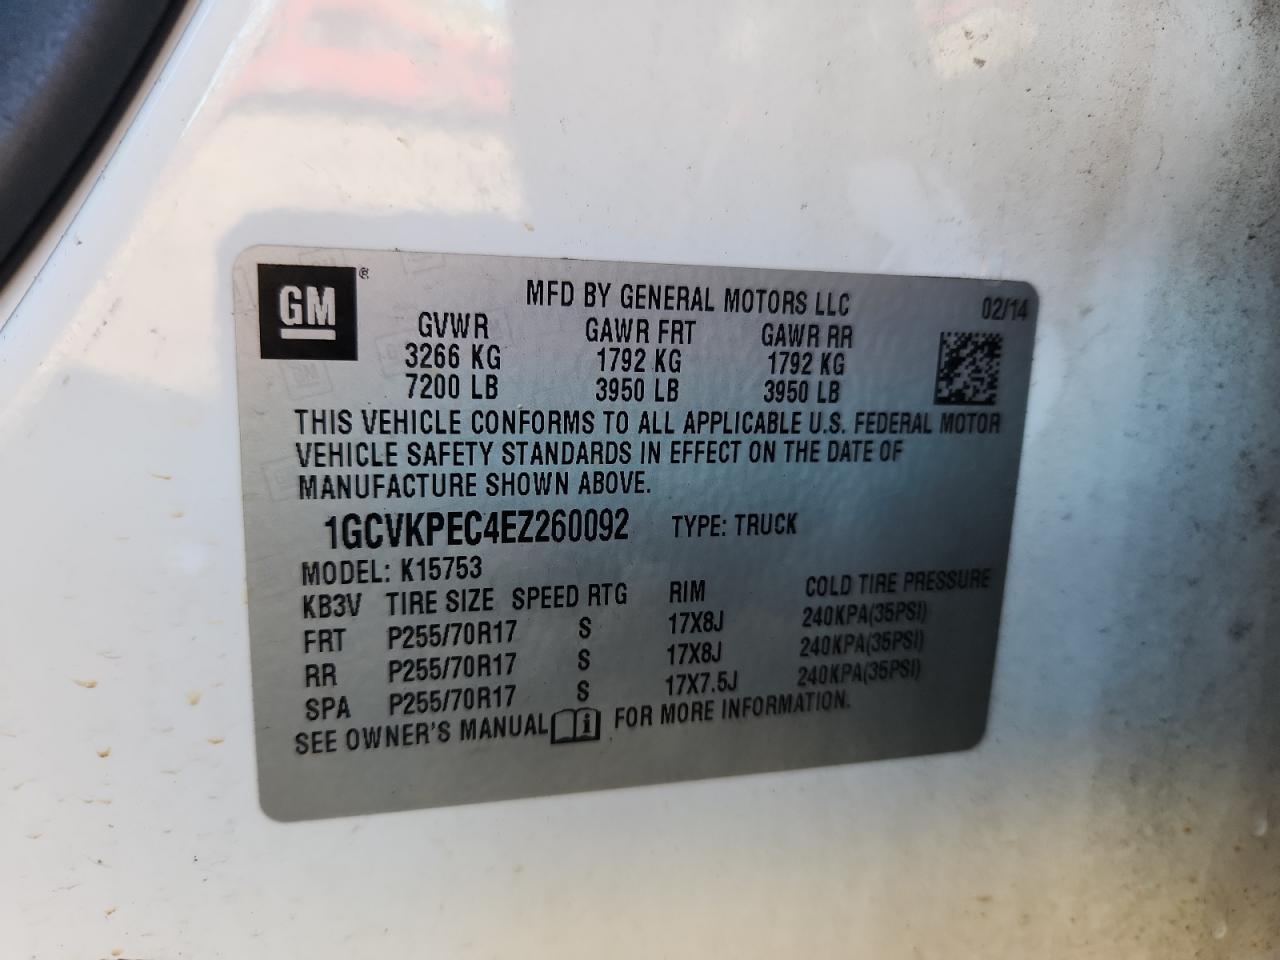 GM®
MFD BY GENERAL MOTORS LLC 02/14
GVWR GAWR FRT GAWR RR
3266 KG 1792 KG 1792 KG
7200 LB 3950 LB 3950 LB
THIS VEHICLE CONFORMS TO ALL APPLICABLE U.S. FEDERAL MOTOR
VEHICLE SAFETY STANDARDS IN EFFECT ON THE DATE OF
MANUFACTURE SHOWN ABOVE.
1GCVKPEC4EZ260092 TYPE: TRUCK
MODEL: K15753
KB3V TIRE SIZE SPEED RTG RIM COLD TIRE PRESSURE
FRT P255/70R17 S 17X8J 240KPA(35PSI)
RR P255/70R17 S 17X8J 240KPA(35PSI)
SPA P255/70R17 S 17X7.5J 240KPA(35PSI)
SEE OWNER'S MANUAL i FOR MORE INFORMATION.